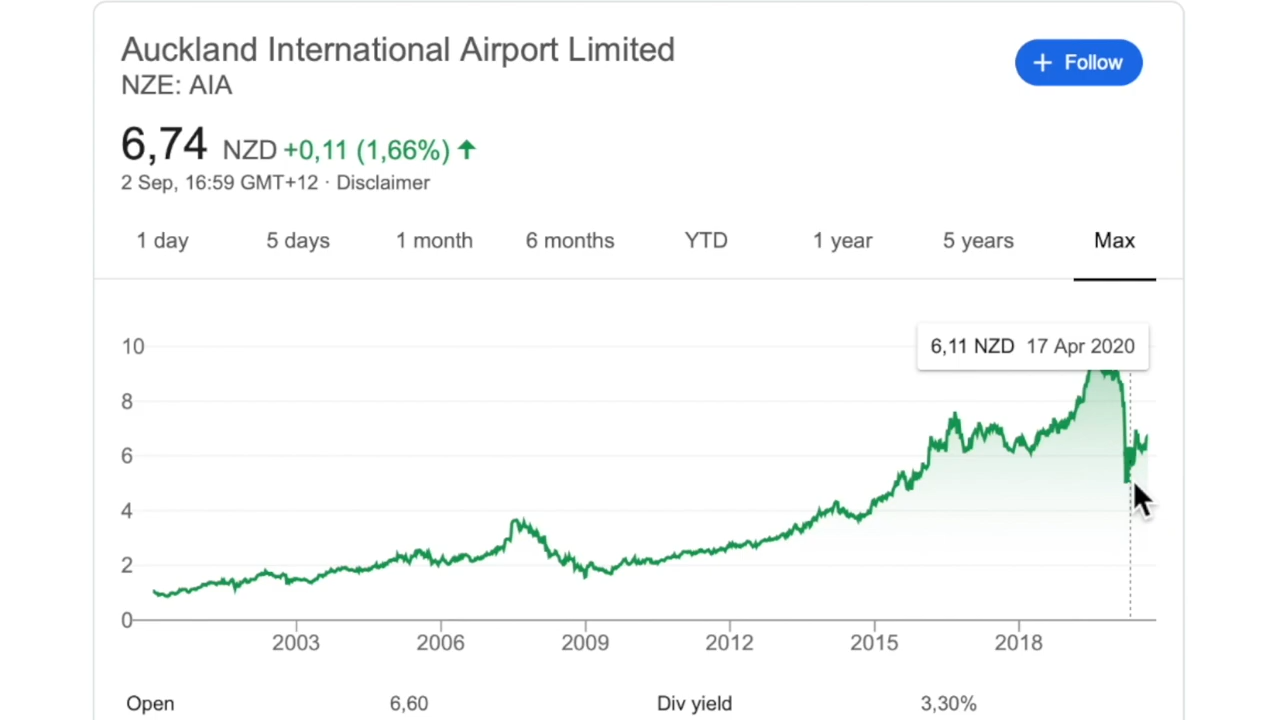 Auckland International Airport Limited
NZE: AIA
+ Follow
6,74 NZD +0,11 (1,66%) ↑
2 Sep, 16:59 GMT+12 · Disclaimer
1 day 5 days 1 month 6 months YTD 1 year 5 years Max
6,11 NZD 17 Apr 2020
10
8
6
4
2
0
2003 2006 2009 2012 2015 2018
Open 6,60 Div yield 3,30%